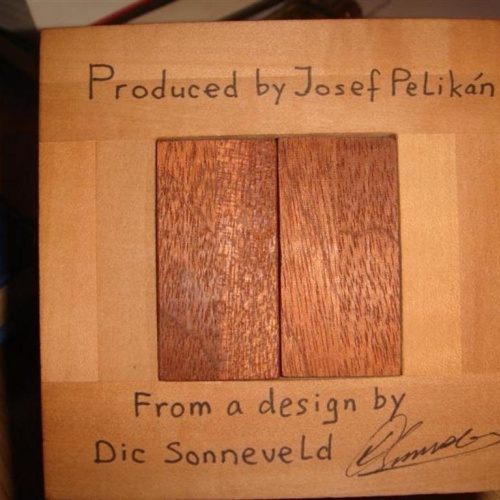 Produced by Josef Pelikán
From a design by
Dic Sonneveld